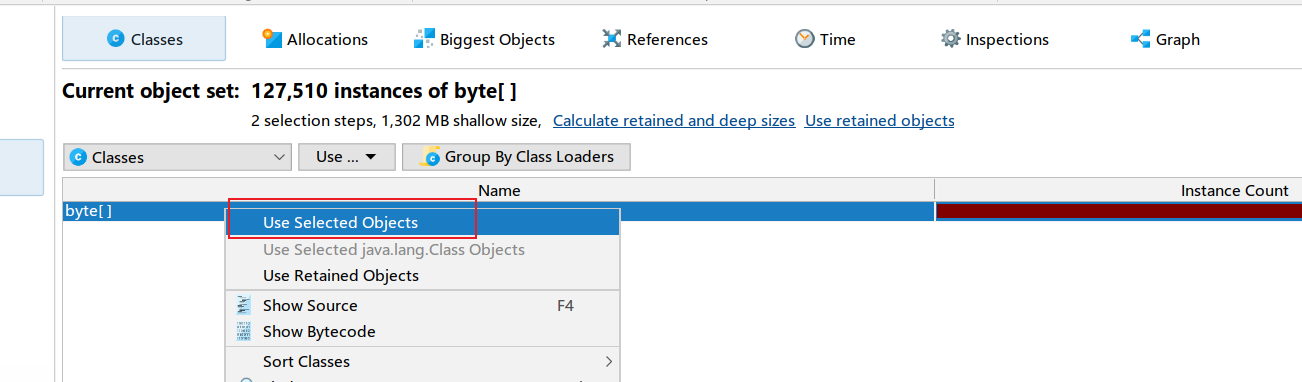 Classes Allocations Biggest Objects References Time Inspections Graph
Current object set: 127,510 instances of byte[ ]
2 selection steps, 1,302 MB shallow size, Calculate retained and deep sizes Use retained objects
Classes Use ... Group By Class Loaders
Name Instance Count
byte[ ]
Use Selected Objects
Use Selected java.lang.Class Objects
Use Retained Objects
Show Source F4
Show Bytecode
Sort Classes